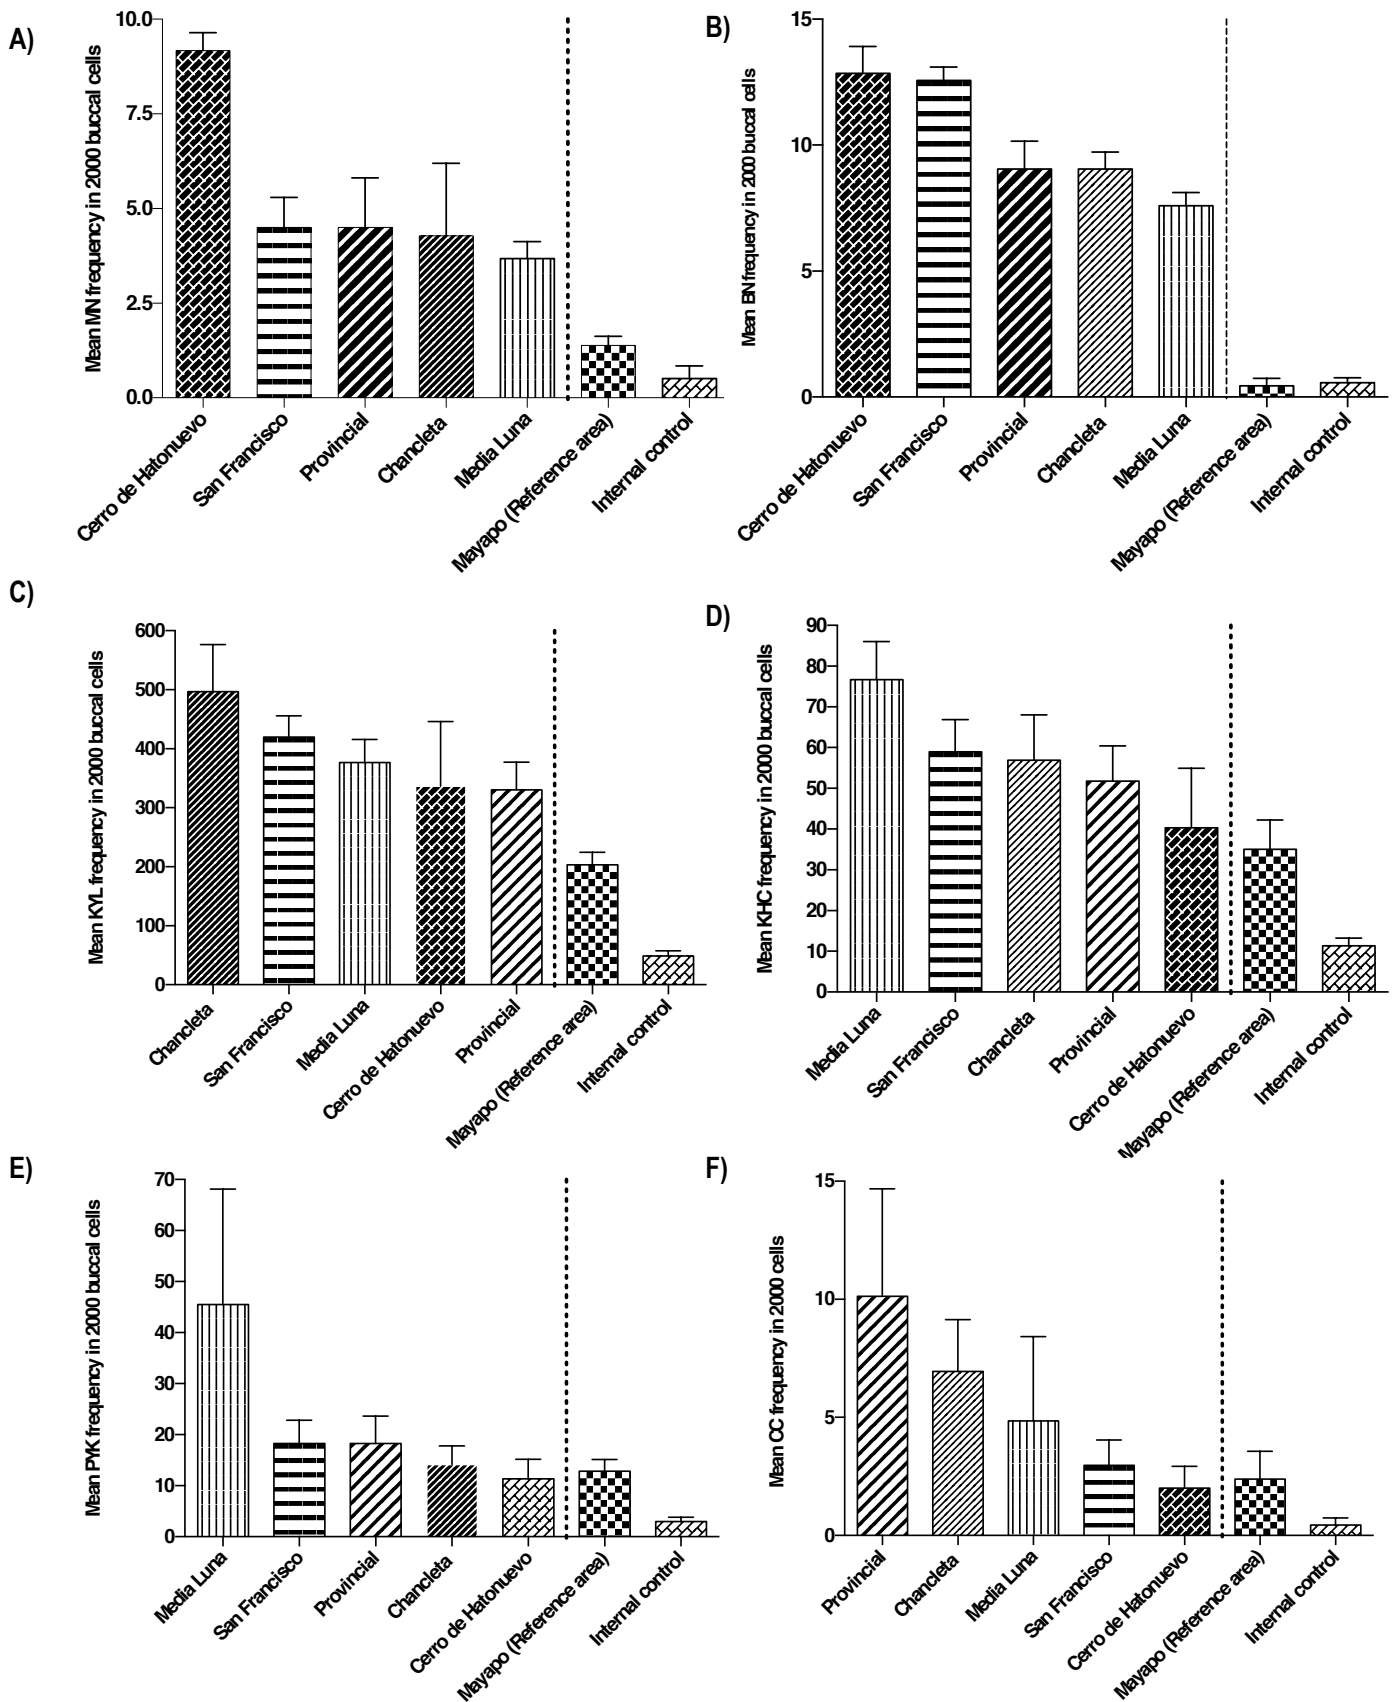 A)
Mean MN frequency in 2000 buccal cells
10.0
7.5
5.0
2.5
0.0
Cerro de Hatonuevo
San Francisco
Provincial
Chancleta
Media Luna
Mayapo (Reference area)
Internal control
B)
Mean BN frequency in 2000 buccal cells
15
10
5
0
Cerro de Hatonuevo
San Francisco
Provincial
Chancleta
Media Luna
Mayapo (Reference area)
Internal control
C)
Mean KYL frequency in 2000 buccal cells
600
500
400
300
200
100
0
Chancleta
San Francisco
Media Luna
Cerro de Hatonuevo
Provincial
Mayapo (Reference area)
Internal control
D)
Mean KHC frequency in 2000 buccal cells
90
80
70
60
50
40
30
20
10
0
Media Luna
San Francisco
Chancleta
Provincial
Cerro de Hatonuevo
Mayapo (Reference area)
Internal control
E)
Mean PYK frequency in 2000 buccal cells
70
60
50
40
30
20
10
0
Media Luna
San Francisco
Provincial
Chancleta
Cerro de Hatonuevo
Mayapo (Reference area)
Internal control
F)
Mean CC frequency in 2000 cells
15
10
5
0
Provincial
Chancleta
Media Luna
San Francisco
Cerro de Hatonuevo
Mayapo (Reference area)
Internal control